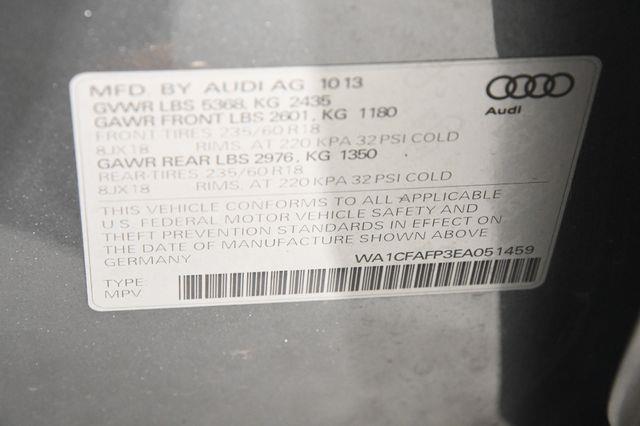 MFD. BY AUDI AG 10 13
GVWR LBS 5368, KG 2435
GAWR FRONT LBS 2601, KG 1180
FRONT-TIRES 235/60 R18
8JX18 RIMS, AT 220 KPA 32 PSI COLD
GAWR REAR LBS 2976, KG 1350
REAR-TIRES 235/60 R18
8JX18 RIMS, AT 220 KPA 32 PSI COLD
THIS VEHICLE CONFORMS TO ALL APPLICABLE
U.S. FEDERAL MOTOR VEHICLE SAFETY AND
THEFT PREVENTION STANDARDS IN EFFECT ON
THE DATE OF MANUFACTURE SHOWN ABOVE
GERMANY WA1CFAFP3EA051459
TYPE:
MPV
Audi